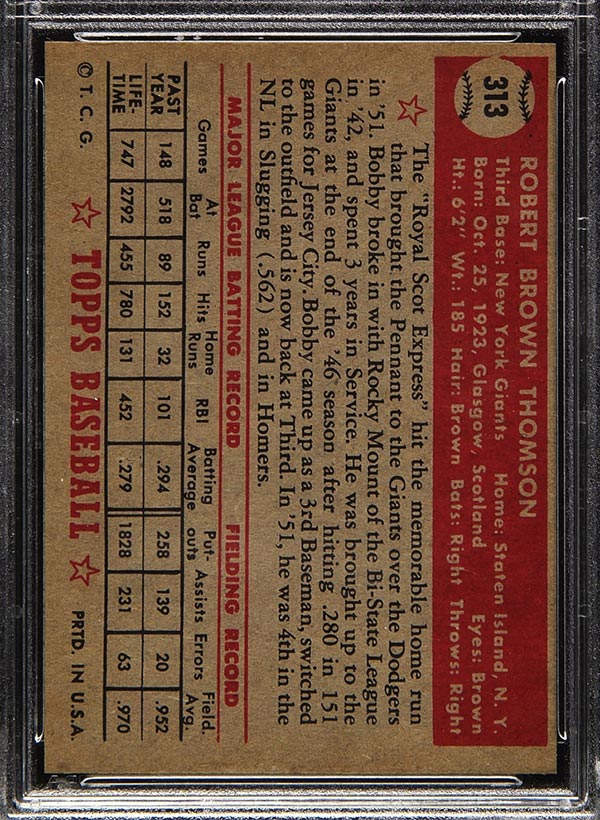 313
ROBERT BROWN THOMSON
Third Base: New York Giants Home: Staten Island, N. Y.
Born: Oct. 25, 1923, Glasgow, Scotland Eyes: Brown
Ht.: 6'2" Wt.: 185 Hair: Brown Bats: Right Throws: Right
The "Royal Scot Express" hit the memorable home run
that brought the Pennant to the Giants over the Dodgers
in '51. Bobby broke in with Rocky Mount of the Bi-State League
in '42, and spent 3 years in Service. He was brought up to the
Giants at the end of the '46 season after hitting .280 in 151
games for Jersey City. Bobby came up as a 3rd Baseman, switched
to the outfield and is now back at Third. In '51, he was 4th in the
NL in Slugging (.562) and in Homers.
MAJOR LEAGUE BATTING RECORD FIELDING RECORD
Games At Bat Runs Hits Home Runs RBI Batting Average Put-outs Assists Errors Field. Avg.
PAST YEAR 148 518 89 152 32 101 .294 258 139 20 .952
LIFE-TIME 747 2792 455 780 131 452 .279 1828 231 63 .970
© T. C. G. TOPPS BASEBALL PRTD. IN U.S.A.